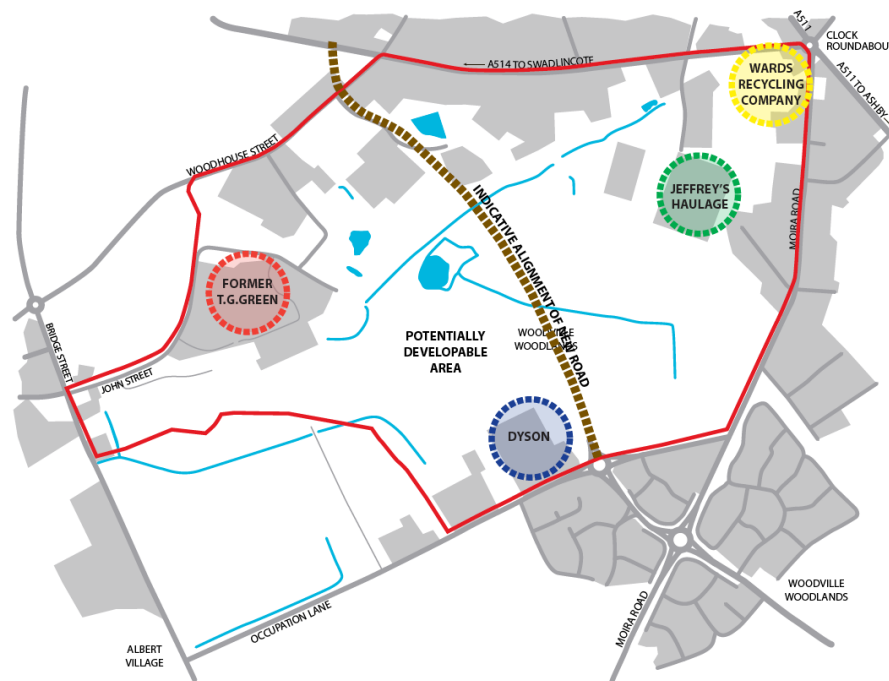 A511
CLOCK
ROUNDABOU
A514 TO SWADLINCOTE
WARDS
RECYCLING
COMPANY
A511 TO ASHBY
WOODHOUSE STREET
JEFFREY'S
HAULAGE
MOIRA ROAD
INDICATIVE ALIGNMENT OF NEW ROAD
FORMER
T.G.GREEN
BRIDGE STREET
POTENTIALLY
DEVELOPABLE
AREA
WOODVILLE
WOODLANDS
JOHN STREET
DYSON
WOODVILLE
WOODLANDS
OCCUPATION LANE
MOIRA ROAD
ALBERT
VILLAGE